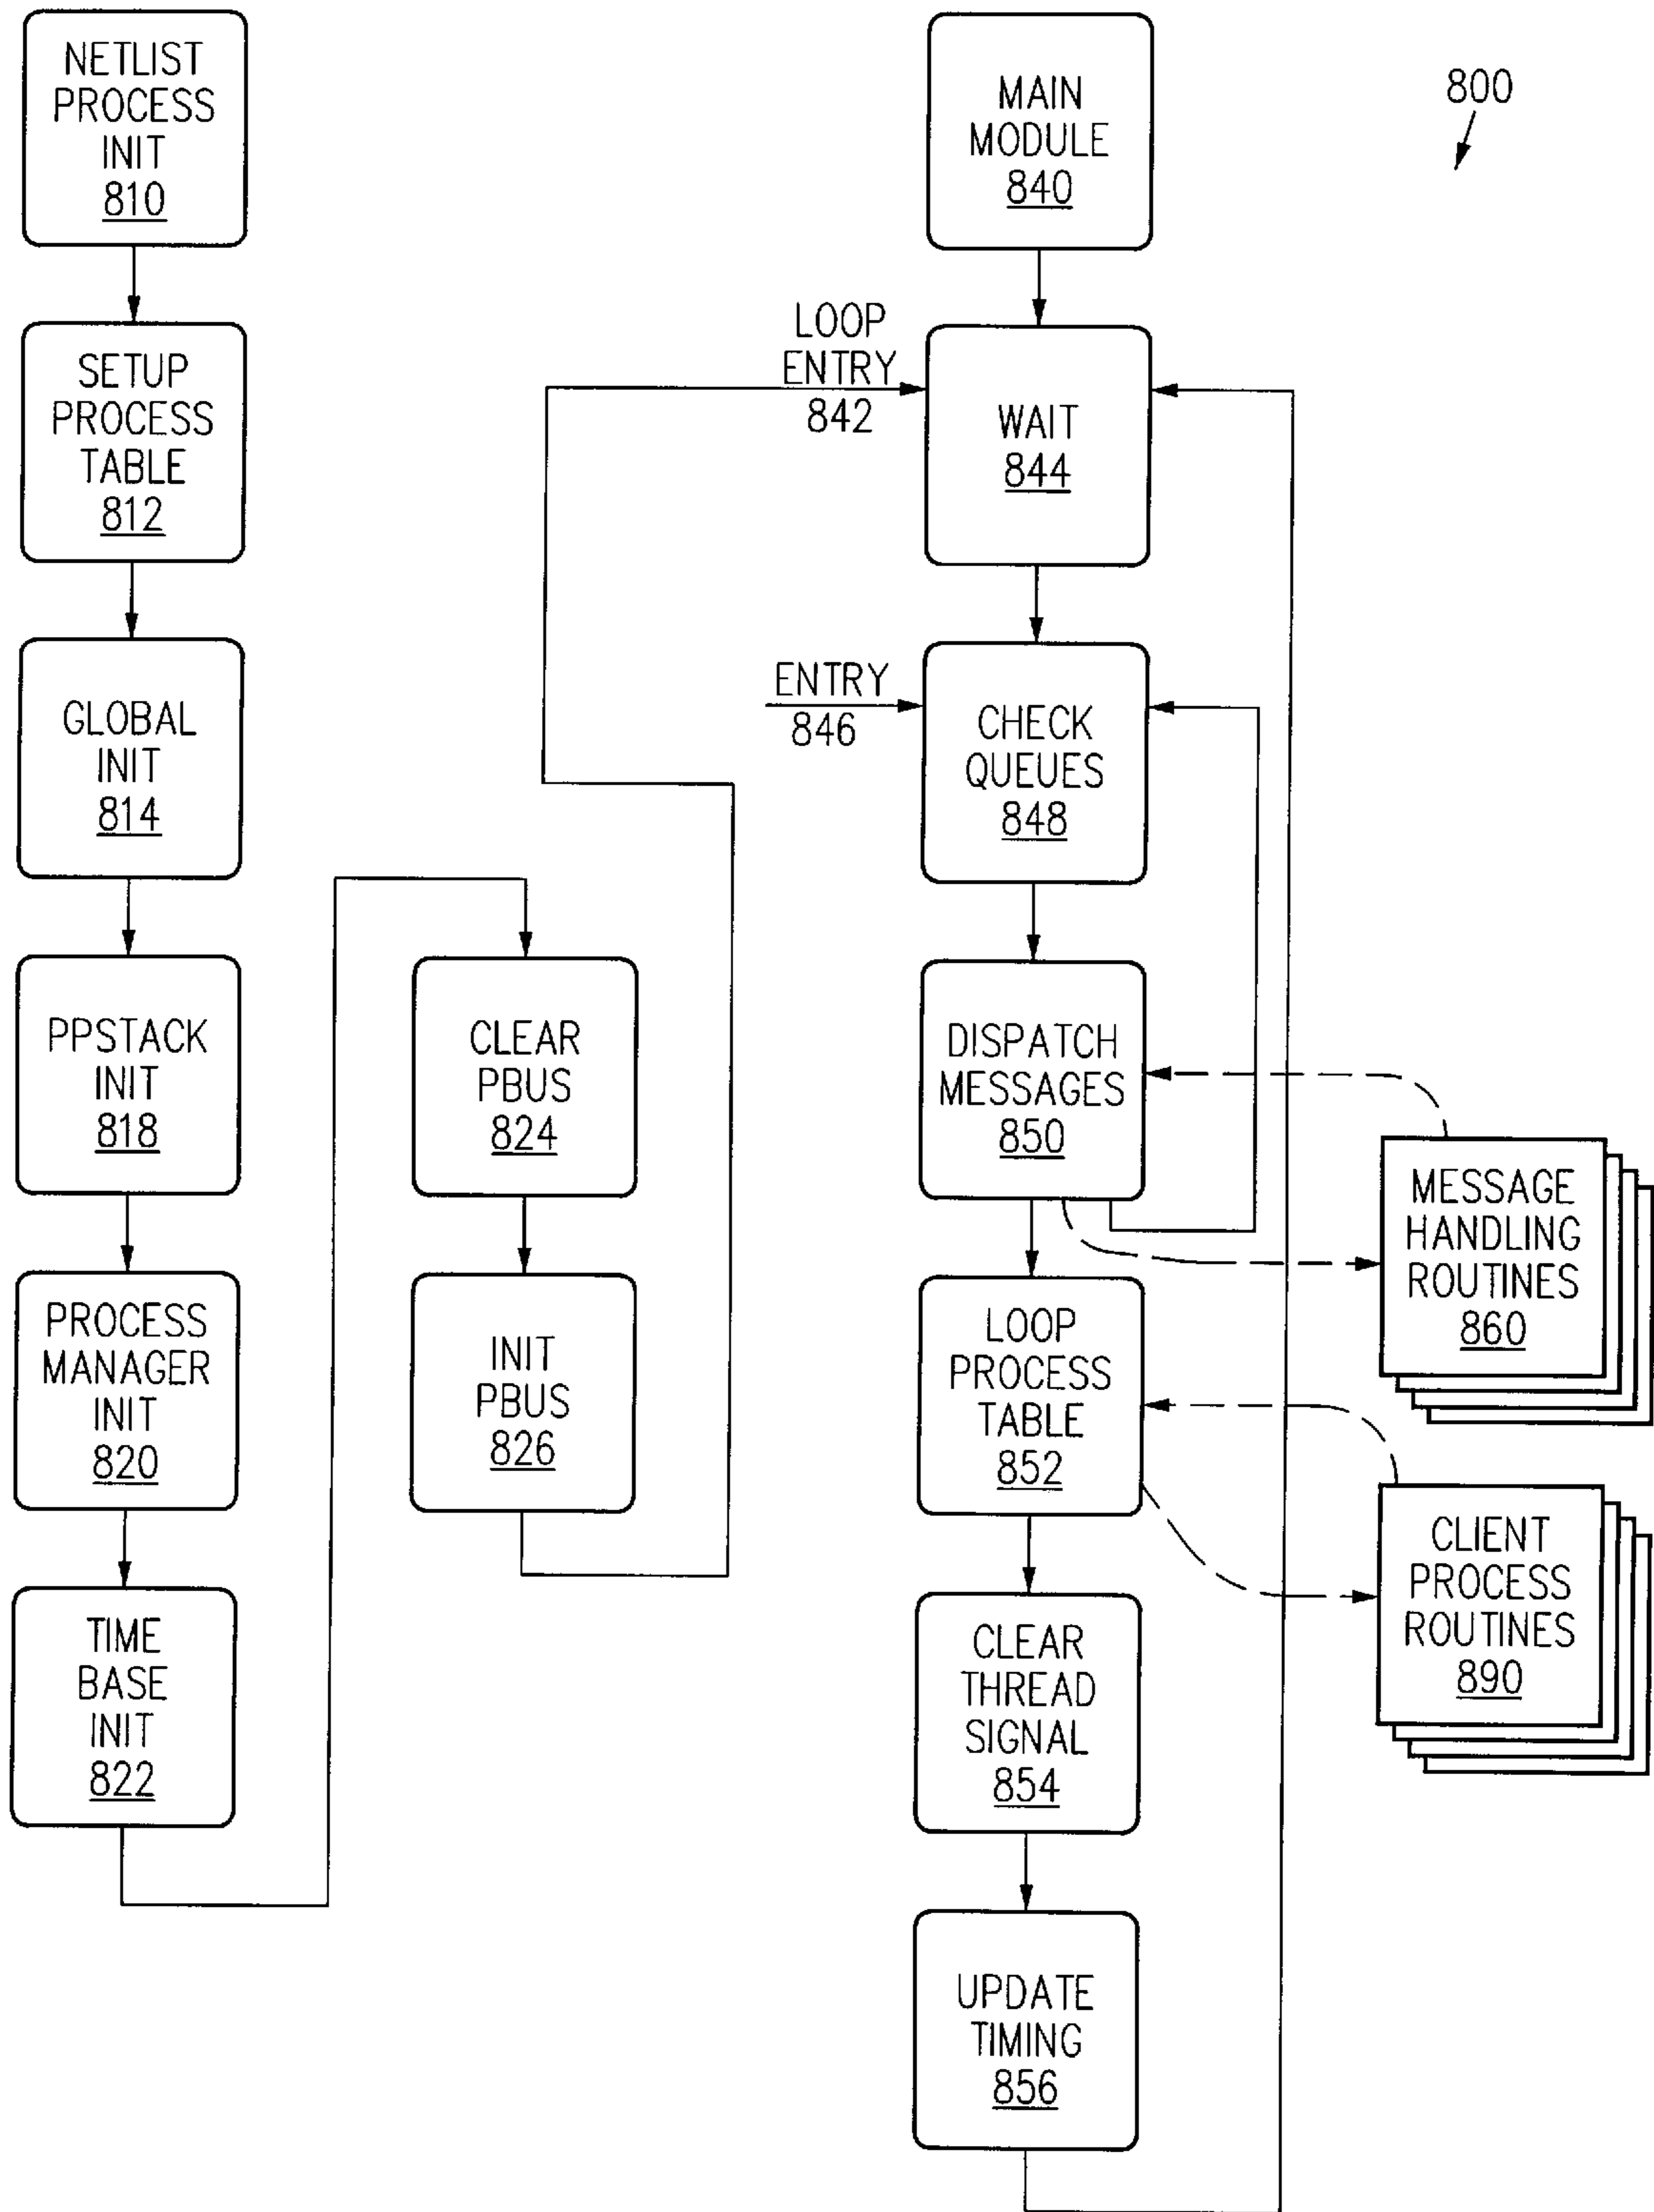 NETLIST
PROCESS
INIT
810
SETUP
PROCESS
TABLE
812
GLOBAL
INIT
814
PPSTACK
INIT
818
PROCESS
MANAGER
INIT
820
TIME
BASE
INIT
822
CLEAR
PBUS
824
INIT
PBUS
826
MAIN
MODULE
840
LOOP
ENTRY
842
WAIT
844
ENTRY
846
CHECK
QUEUES
848
DISPATCH
MESSAGES
850
LOOP
PROCESS
TABLE
852
CLEAR
THREAD
SIGNAL
854
UPDATE
TIMING
856
800
MESSAGE
HANDLING
ROUTINES
860
CLIENT
PROCESS
ROUTINES
890